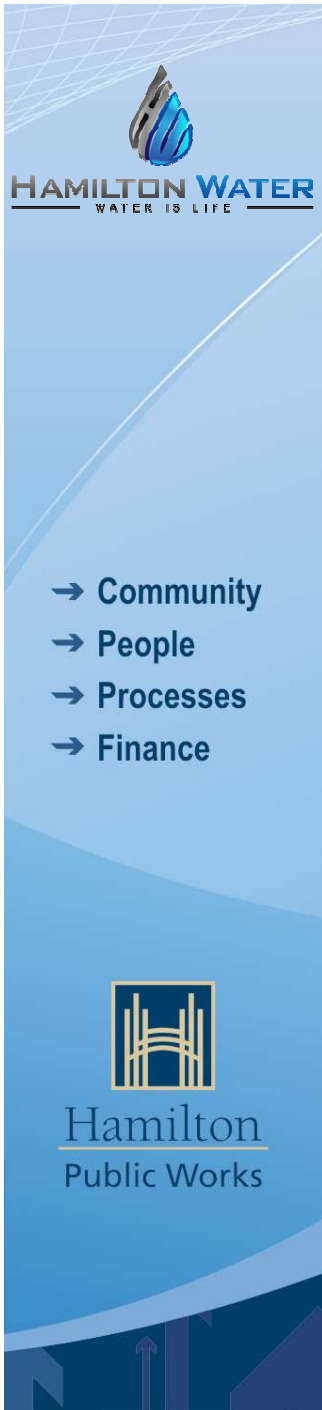 HAMILTON WATER
WATER IS LIFE
→ Community
→ People
→ Processes
→ Finance
Hamilton
Public Works